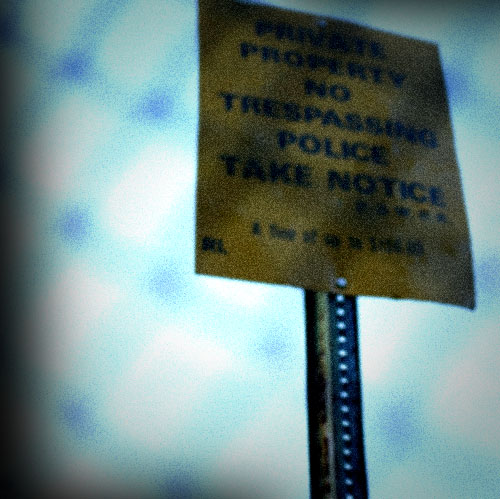 PRIVATE
PROPERTY
NO
TRESPASSING
POLICE
TAKE NOTICE